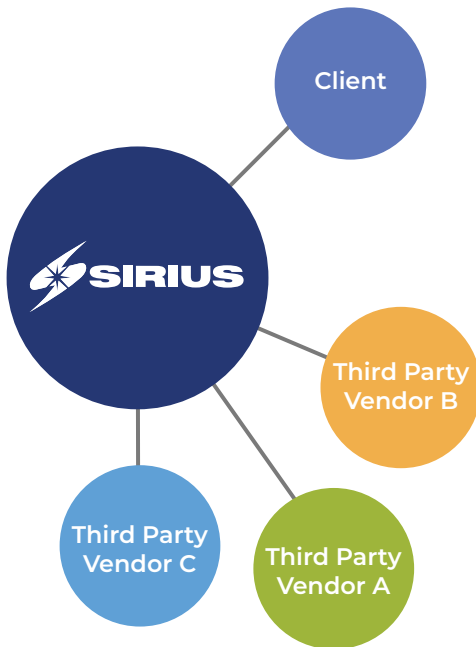 Client
SIRIUS
Third Party
Vendor B
Third Party
Vendor C
Third Party
Vendor A